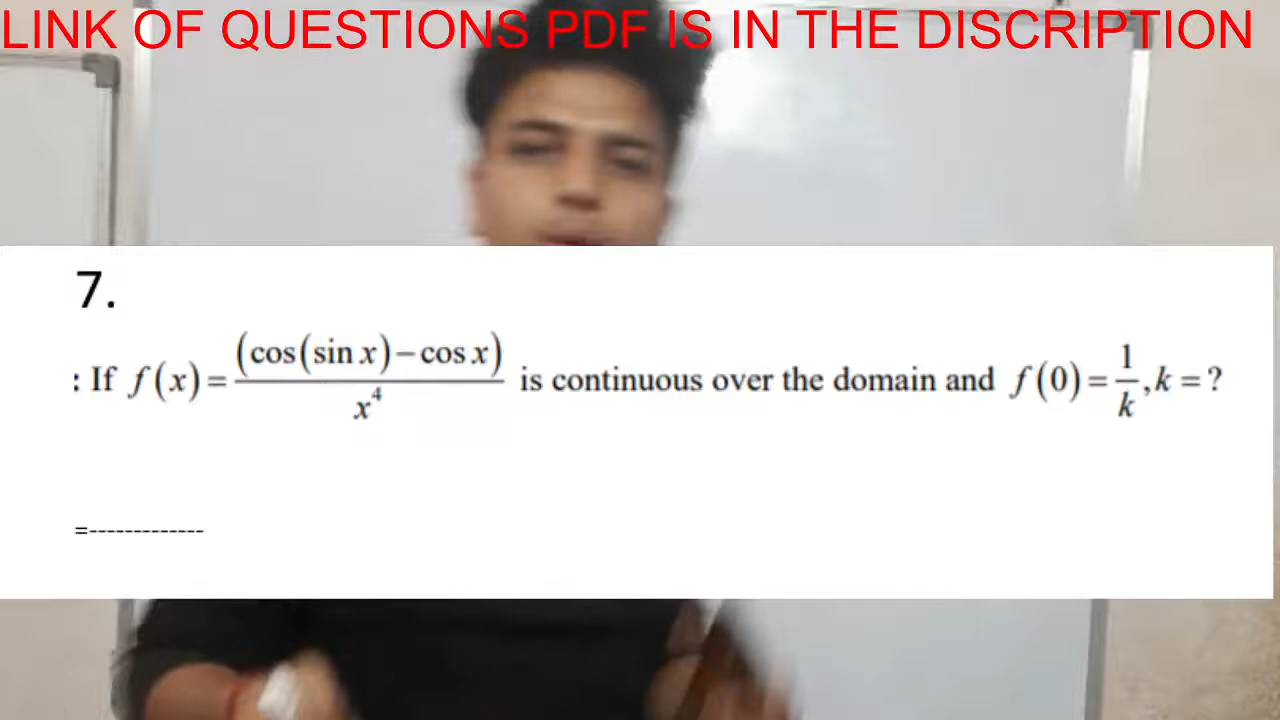 LINK OF QUESTIONS PDF IS IN THE DISCRIPTION
7.
: If f(x) = (cos(sin x) − cos x) / x⁴ is continuous over the domain and f(0) = 1/k, k = ?
=-------------